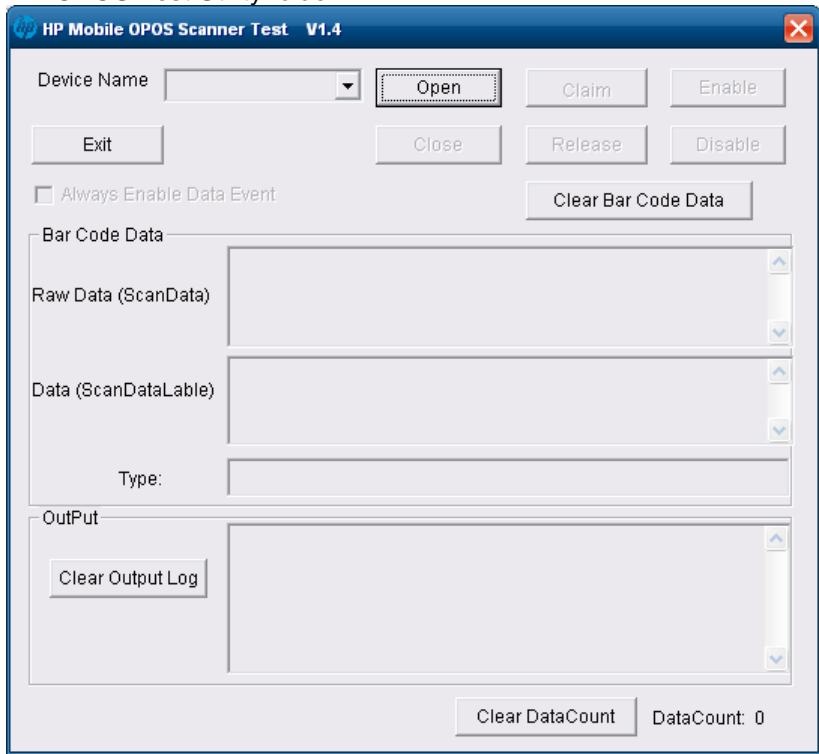 HP Mobile OPOS Scanner Test V1.4
Device Name
Open
Claim
Enable
Exit
Close
Release
Disable
Always Enable Data Event
Clear Bar Code Data
Bar Code Data
Raw Data (ScanData)
Data (ScanDataLable)
Type:
OutPut
Clear Output Log
Clear DataCount
DataCount: 0